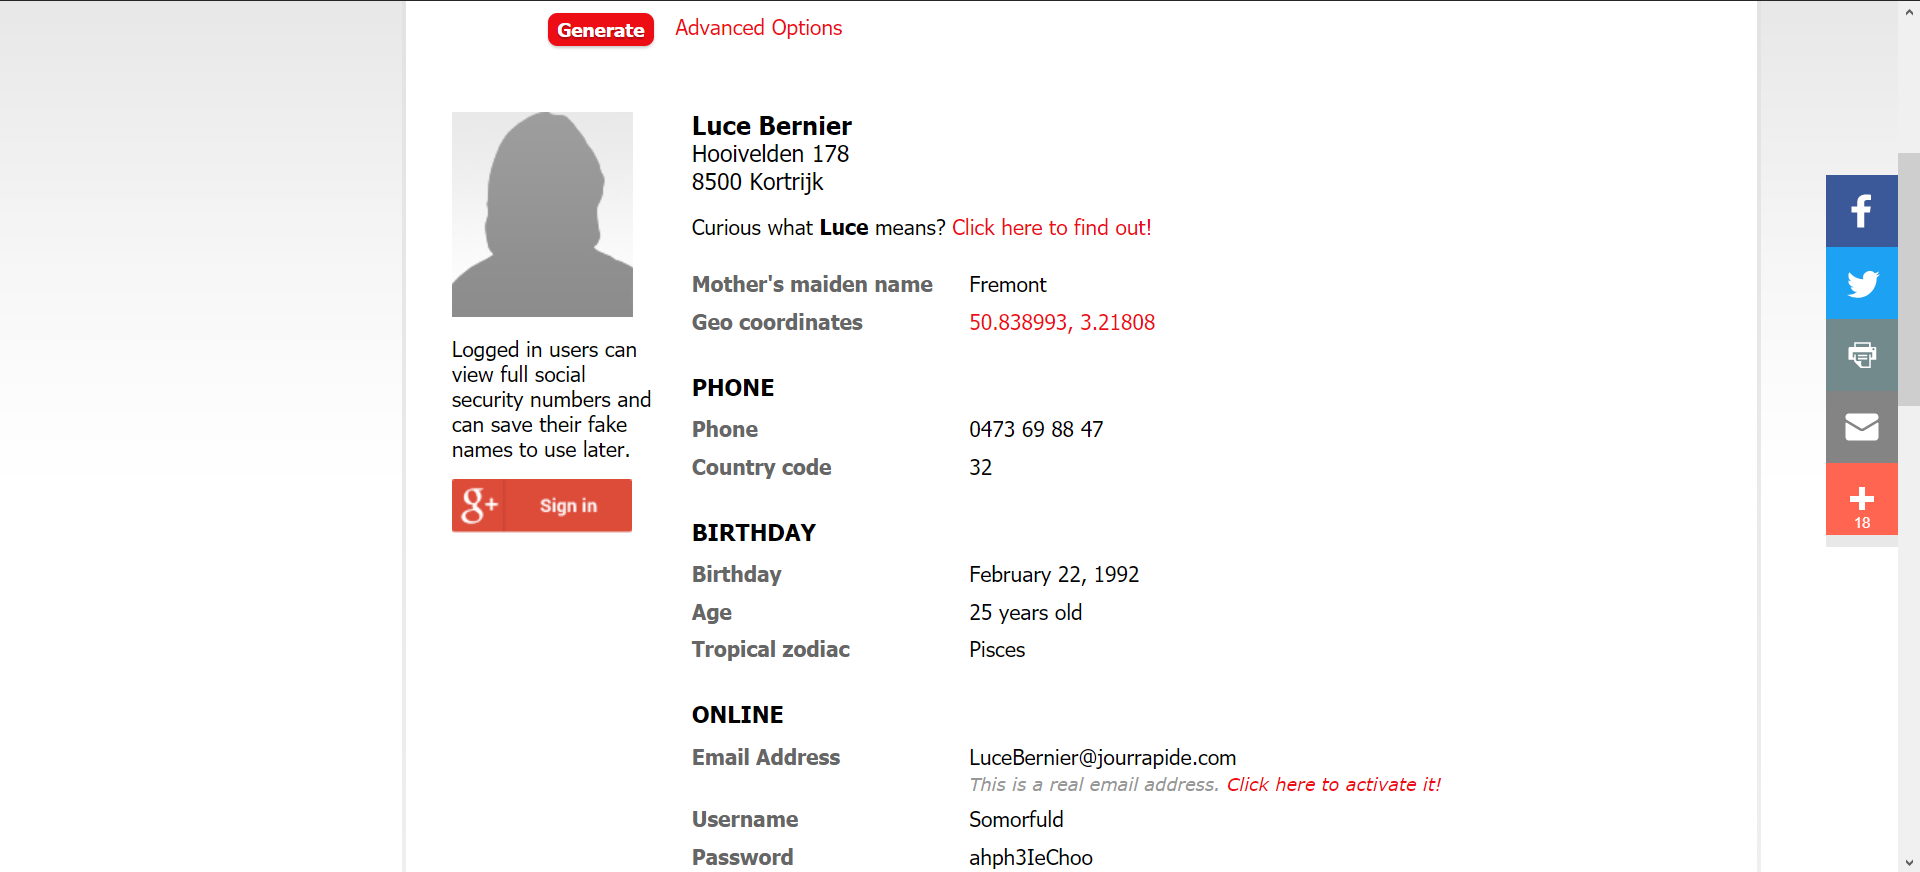 Generate Advanced Options
Luce Bernier
Hooivelden 178
8500 Kortrijk
Curious what Luce means? Click here to find out!
Mother's maiden name Fremont
Geo coordinates 50.838993, 3.21808
Logged in users can
view full social
security numbers and
can save their fake
names to use later.
g+ Sign in
PHONE
Phone 0473 69 88 47
Country code 32
BIRTHDAY
Birthday February 22, 1992
Age 25 years old
Tropical zodiac Pisces
ONLINE
Email Address LuceBernier@jourrapide.com
This is a real email address. Click here to activate it!
Username Somorfuld
Password ahph3IeChoo
18